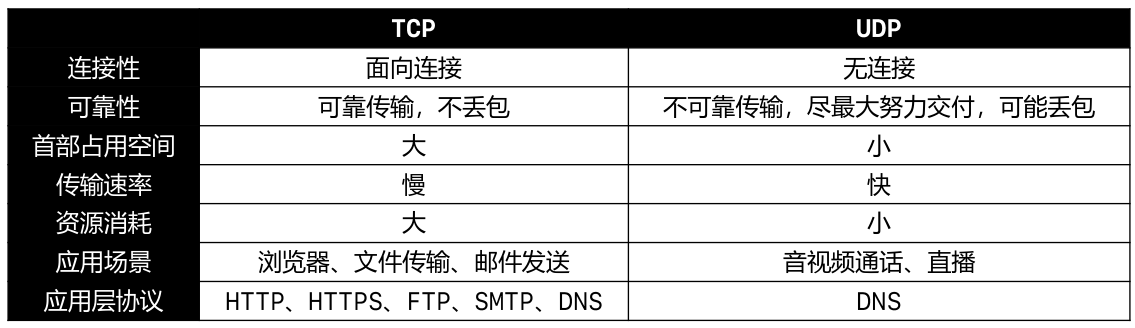 TCP UDP
连接性 面向连接 无连接
可靠性 可靠传输，不丢包 不可靠传输，尽最大努力交付，可能丢包
首部占用空间 大 小
传输速率 慢 快
资源消耗 大 小
应用场景 浏览器、文件传输、邮件发送 音视频通话、直播
应用层协议 HTTP、HTTPS、FTP、SMTP、DNS DNS